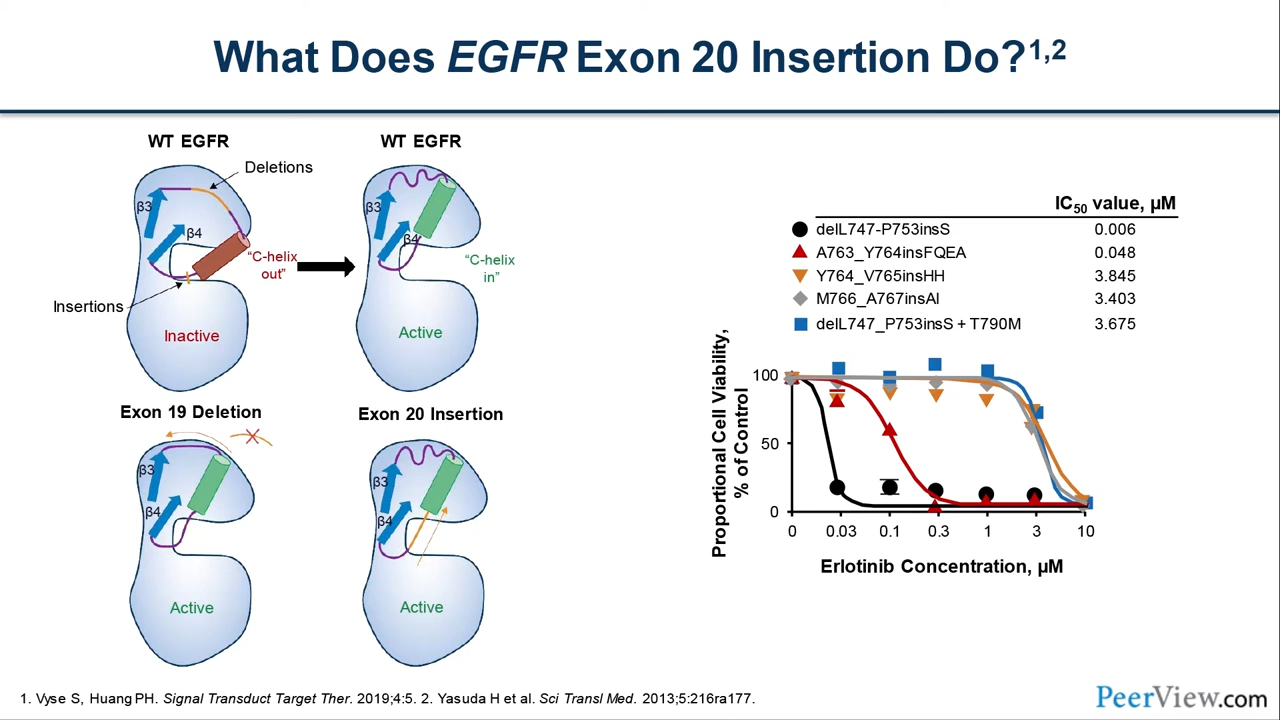 What Does EGFR Exon 20 Insertion Do?1,2
WT EGFR
Deletions
β3
β4
"C-helix
out"
Insertions
Inactive
WT EGFR
β3
β4
"C-helix
in"
Active
Exon 19 Deletion
β3
β4
Active
Exon 20 Insertion
β3
β4
Active
IC50 value, µM
delL747-P753insS 0.006
A763_Y764insFQEA 0.048
Y764_V765insHH 3.845
M766_A767insAI 3.403
delL747_P753insS + T790M 3.675
Proportional Cell Viability,
% of Control
100
50
0
0 0.03 0.1 0.3 1 3 10
Erlotinib Concentration, µM
1. Vyse S, Huang PH. Signal Transduct Target Ther. 2019;4:5. 2. Yasuda H et al. Sci Transl Med. 2013;5:216ra177.
PeerView.com